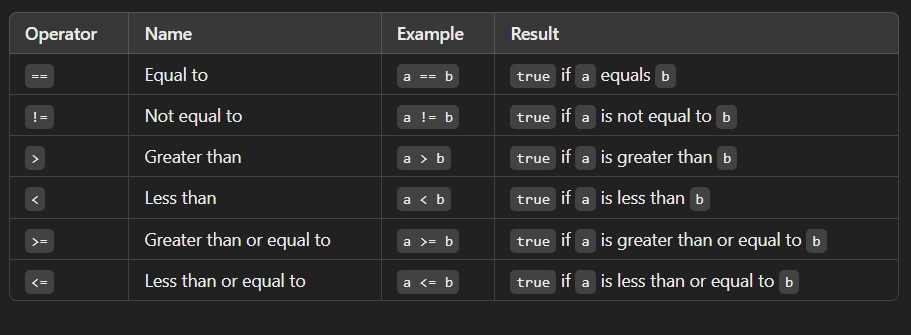 Operator Name Example Result
== Equal to a == b true if a equals b
!= Not equal to a != b true if a is not equal to b
> Greater than a > b true if a is greater than b
< Less than a < b true if a is less than b
>= Greater than or equal to a >= b true if a is greater than or equal to b
<= Less than or equal to a <= b true if a is less than or equal to b